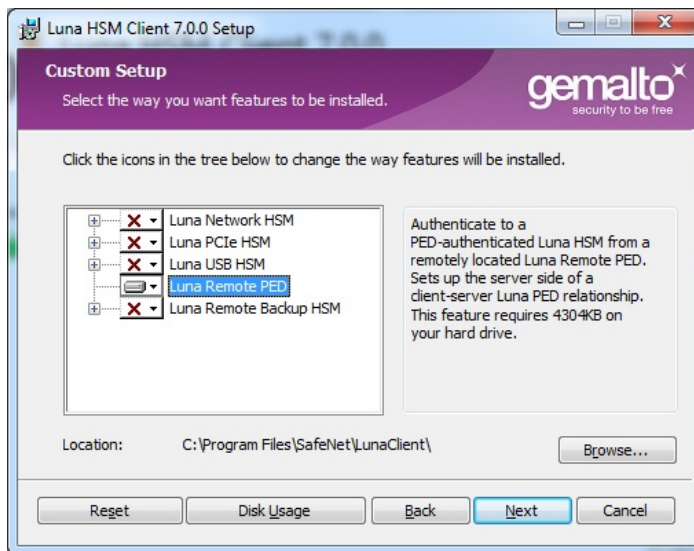 Luna HSM Client 7.0.0 Setup
Custom Setup
Select the way you want features to be installed.
gemalto
security to be free
Click the icons in the tree below to change the way features will be installed.
Luna Network HSM
Luna PCIe HSM
Luna USB HSM
Luna Remote PED
Luna Remote Backup HSM
Authenticate to a
PED-authenticated Luna HSM from a
remotely located Luna Remote PED.
Sets up the server side of a
client-server Luna PED relationship.
This feature requires 4304KB on
your hard drive.
Location:    C:\Program Files\SafeNet\LunaClient\
Browse...
Reset    Disk Usage    Back    Next    Cancel